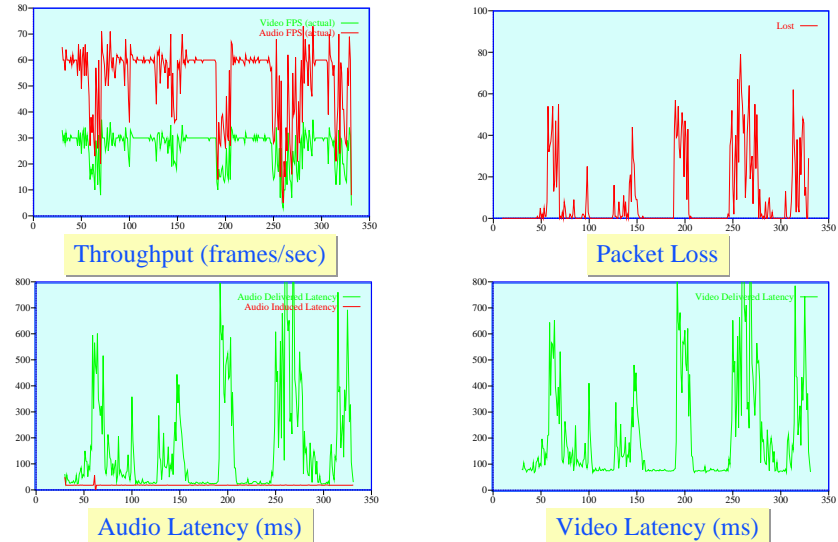 80
70
60
50
40
30
20
10
0
0 50 100 150 200 250 300 350
Video FPS (actual)
Audio FPS (actual)
Throughput (frames/sec)
100
80
60
40
20
0
0 50 100 150 200 250 300 350
Lost
Packet Loss
800
700
600
500
400
300
200
100
0
0 50 100 150 200 250 300 350
Audio Delivered Latency
Audio Induced Latency
Audio Latency (ms)
800
700
600
500
400
300
200
100
0
0 50 100 150 200 250 300 350
Video Delivered Latency
Video Latency (ms)